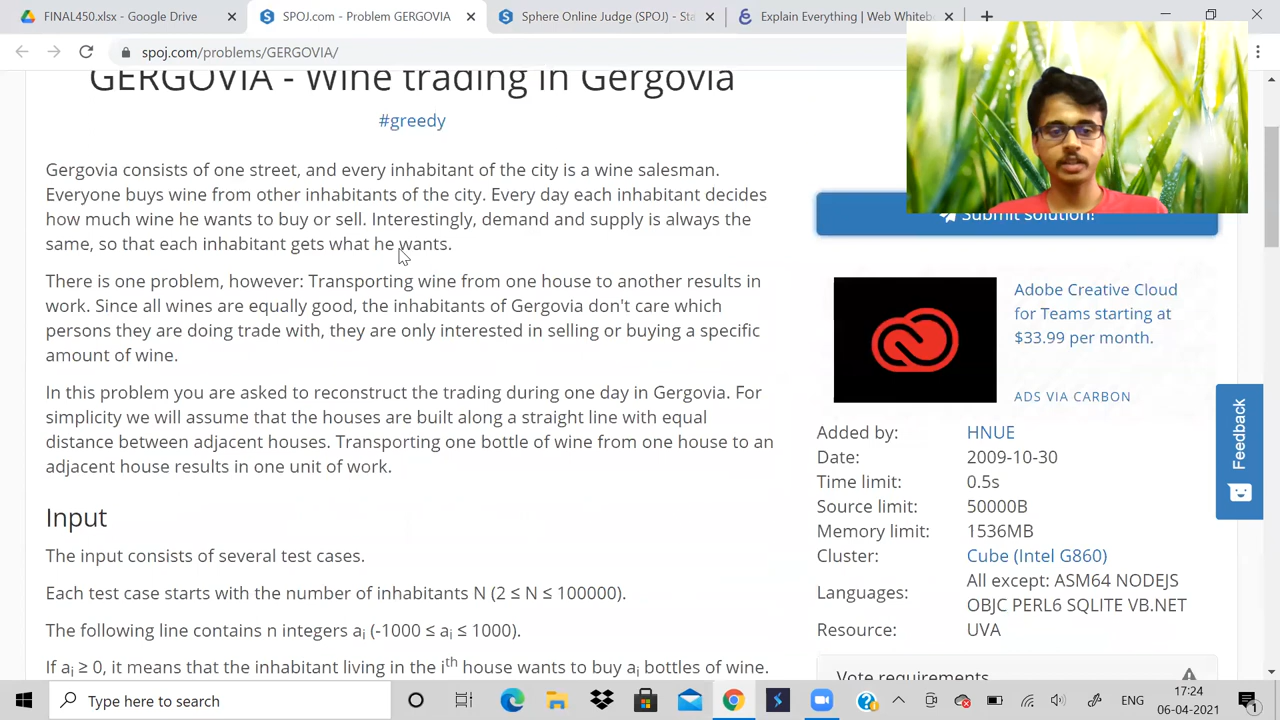 FINAL450.xlsx - Google Drive
SPOJ.com - Problem GERGOVIA
Sphere Online Judge (SPOJ) - Sta
Explain Everything | Web Whiteb
spoj.com/problems/GERGOVIA/
GERGOVIA - Wine trading in Gergovia
#greedy
Gergovia consists of one street, and every inhabitant of the city is a wine salesman.
Everyone buys wine from other inhabitants of the city. Every day each inhabitant decides
how much wine he wants to buy or sell. Interestingly, demand and supply is always the
same, so that each inhabitant gets what he wants.
There is one problem, however: Transporting wine from one house to another results in
work. Since all wines are equally good, the inhabitants of Gergovia don't care which
persons they are doing trade with, they are only interested in selling or buying a specific
amount of wine.
In this problem you are asked to reconstruct the trading during one day in Gergovia. For
simplicity we will assume that the houses are built along a straight line with equal
distance between adjacent houses. Transporting one bottle of wine from one house to an
adjacent house results in one unit of work.
Input
The input consists of several test cases.
Each test case starts with the number of inhabitants N (2 ≤ N ≤ 100000).
The following line contains n integers ai (-1000 ≤ ai ≤ 1000).
If ai ≥ 0, it means that the inhabitant living in the ith house wants to buy ai bottles of wine.
Submit solution!
Adobe Creative Cloud
for Teams starting at
$33.99 per month.
ADS VIA CARBON
Added by: HNUE
Date: 2009-10-30
Time limit: 0.5s
Source limit: 50000B
Memory limit: 1536MB
Cluster: Cube (Intel G860)
Languages: All except: ASM64 NODEJS
OBJC PERL6 SQLITE VB.NET
Resource: UVA
Vote requirements
Feedback
Type here to search
ENG
17:24
06-04-2021
1